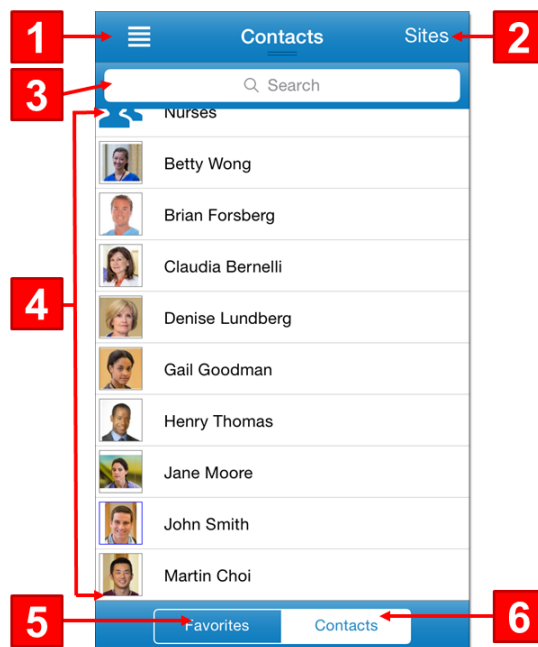 1 Contacts Sites 2
3 Search
Nurses
Betty Wong
Brian Forsberg
Claudia Bernelli
4 Denise Lundberg
Gail Goodman
Henry Thomas
Jane Moore
John Smith
Martin Choi
5 Favorites Contacts 6